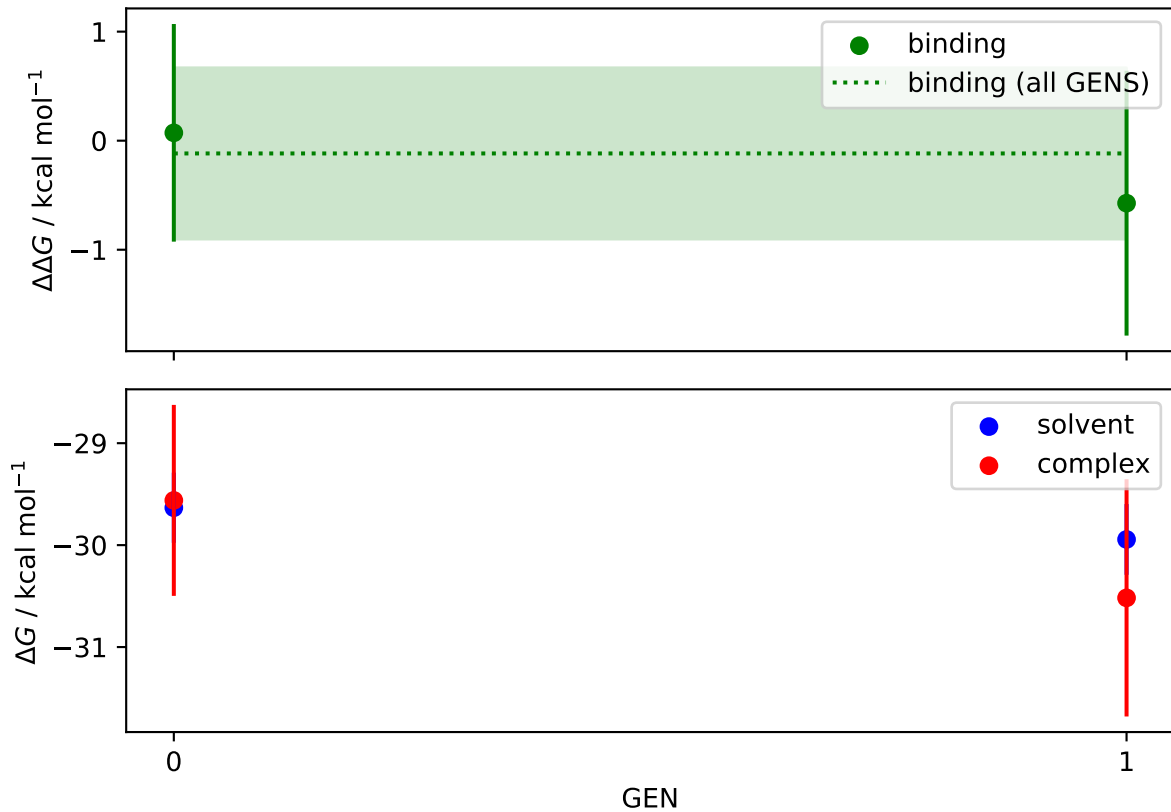 1
0
−1
ΔΔG / kcal mol⁻¹
binding
binding (all GENS)
−29
−30
−31
ΔG / kcal mol⁻¹
solvent
complex
0
1
GEN